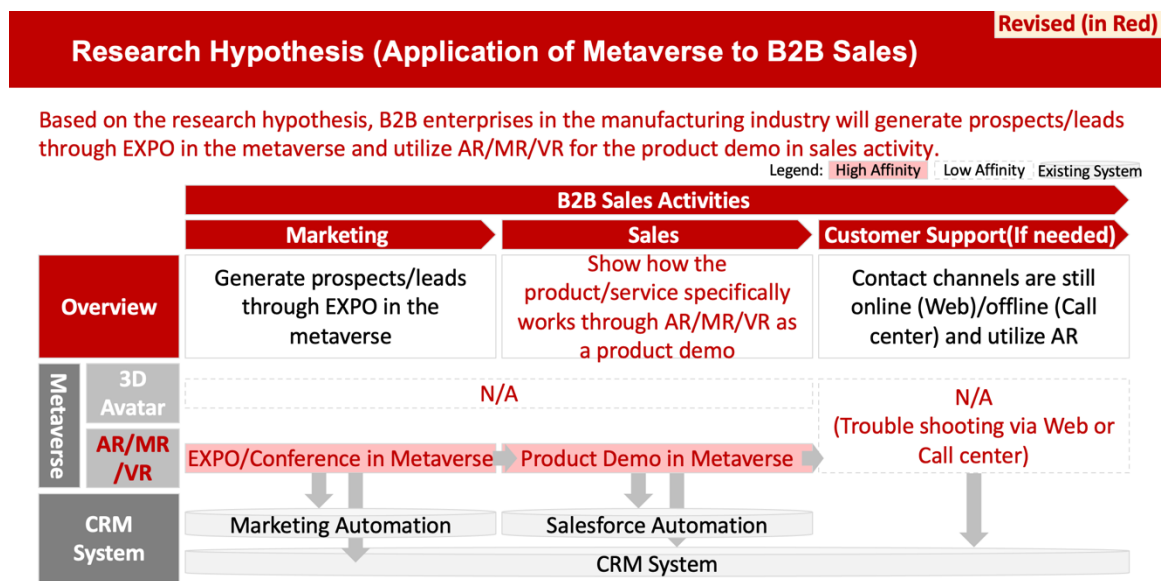 Revised (in Red)
Research Hypothesis (Application of Metaverse to B2B Sales)
Based on the research hypothesis, B2B enterprises in the manufacturing industry will generate prospects/leads
through EXPO in the metaverse and utilize AR/MR/VR for the product demo in sales activity.
Legend: High Affinity Low Affinity Existing System
B2B Sales Activities
Marketing Sales Customer Support(If needed)
Overview
Generate prospects/leads
through EXPO in the
metaverse
Show how the
product/service specifically
works through AR/MR/VR as
a product demo
Contact channels are still
online (Web)/offline (Call
center) and utilize AR
Metaverse
3D
Avatar
N/A
N/A
(Trouble shooting via Web or
Call center)
AR/MR
/VR
EXPO/Conference in Metaverse
Product Demo in Metaverse
CRM
System
Marketing Automation
Salesforce Automation
CRM System